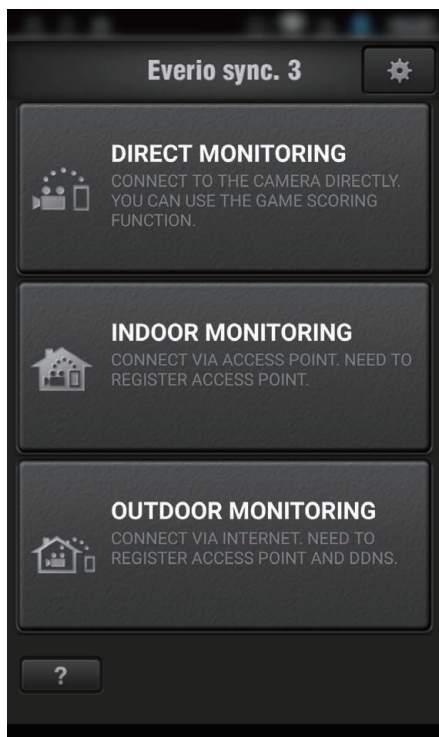 Everio sync. 3
DIRECT MONITORING
CONNECT TO THE CAMERA DIRECTLY.
YOU CAN USE THE GAME SCORING
FUNCTION.
INDOOR MONITORING
CONNECT VIA ACCESS POINT. NEED TO
REGISTER ACCESS POINT.
OUTDOOR MONITORING
CONNECT VIA INTERNET. NEED TO
REGISTER ACCESS POINT AND DDNS.
?